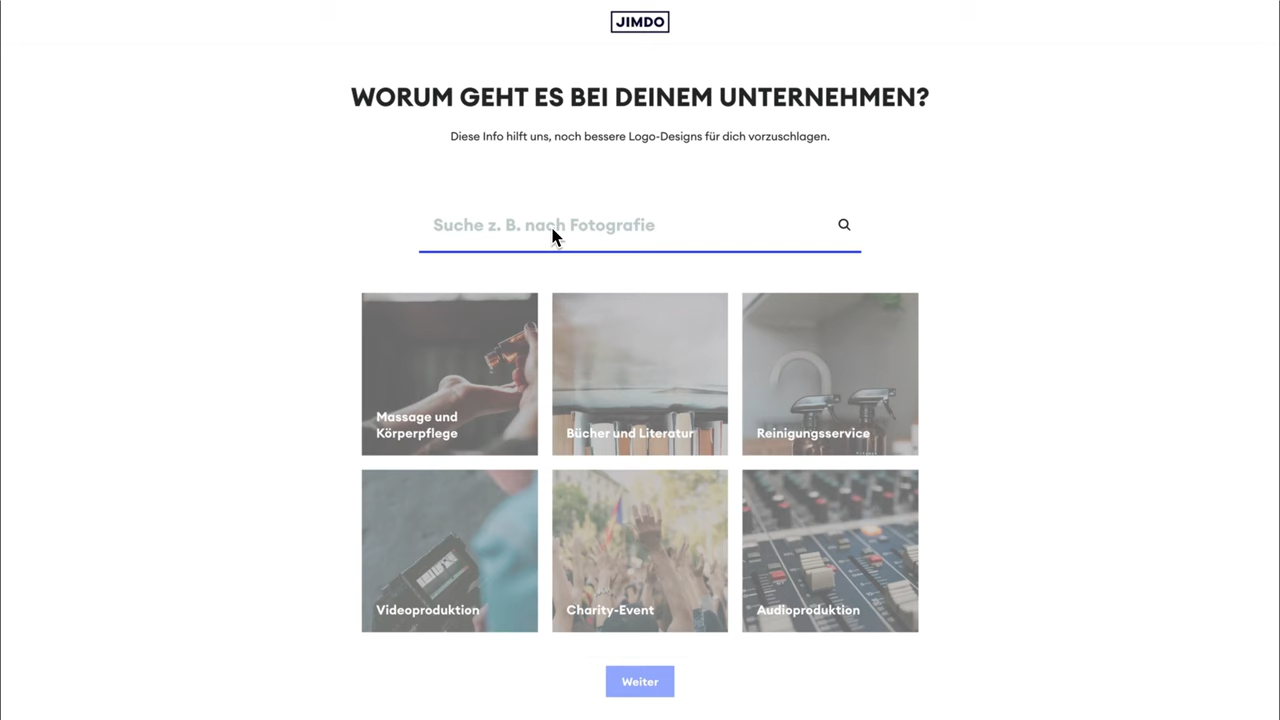 JIMDO
WORUM GEHT ES BEI DEINEM UNTERNEHMEN?
Diese Info hilft uns, noch bessere Logo-Designs für dich vorzuschlagen.
Suche z. B. nach Fotografie
Massage und
Körperpflege
Bücher und Literatur
Reinigungsservice
Videoproduktion
Charity-Event
Audioproduktion
Weiter